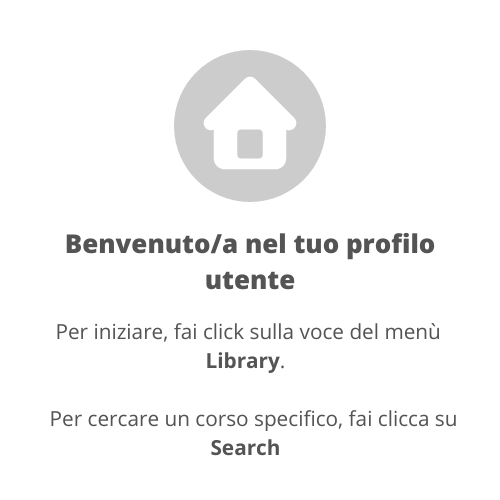 Benvenuto/a nel tuo profilo
utente
Per iniziare, fai click sulla voce del menù
Library.
Per cercare un corso specifico, fai clicca su
Search